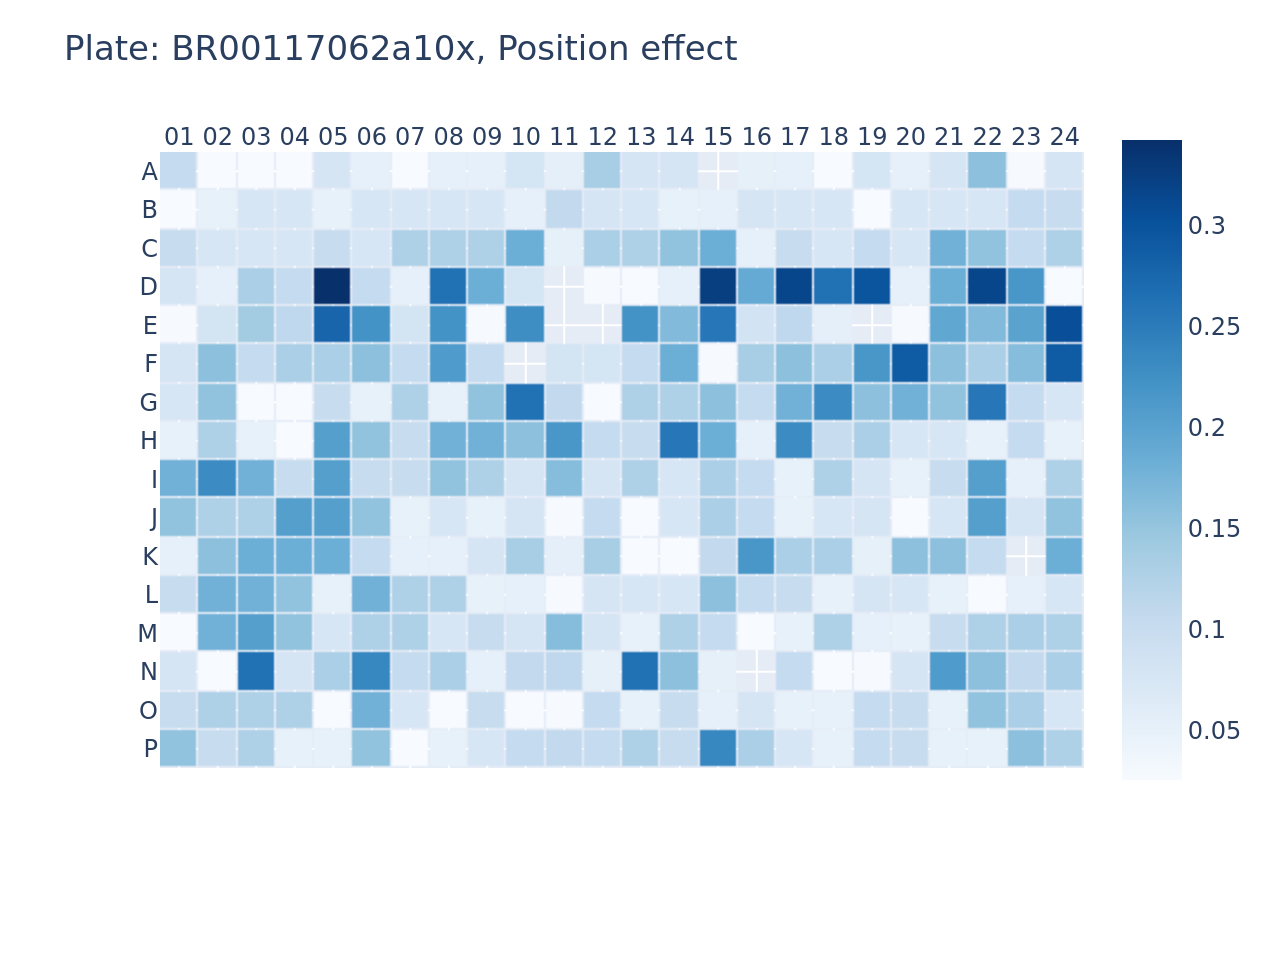 Plate: BR00117062a10x, Position effect
01 02 03 04 05 06 07 08 09 10 11 12 13 14 15 16 17 18 19 20 21 22 23 24
A
B
C
D
E
F
G
H
I
J
K
L
M
N
O
P
0.3
0.25
0.2
0.15
0.1
0.05